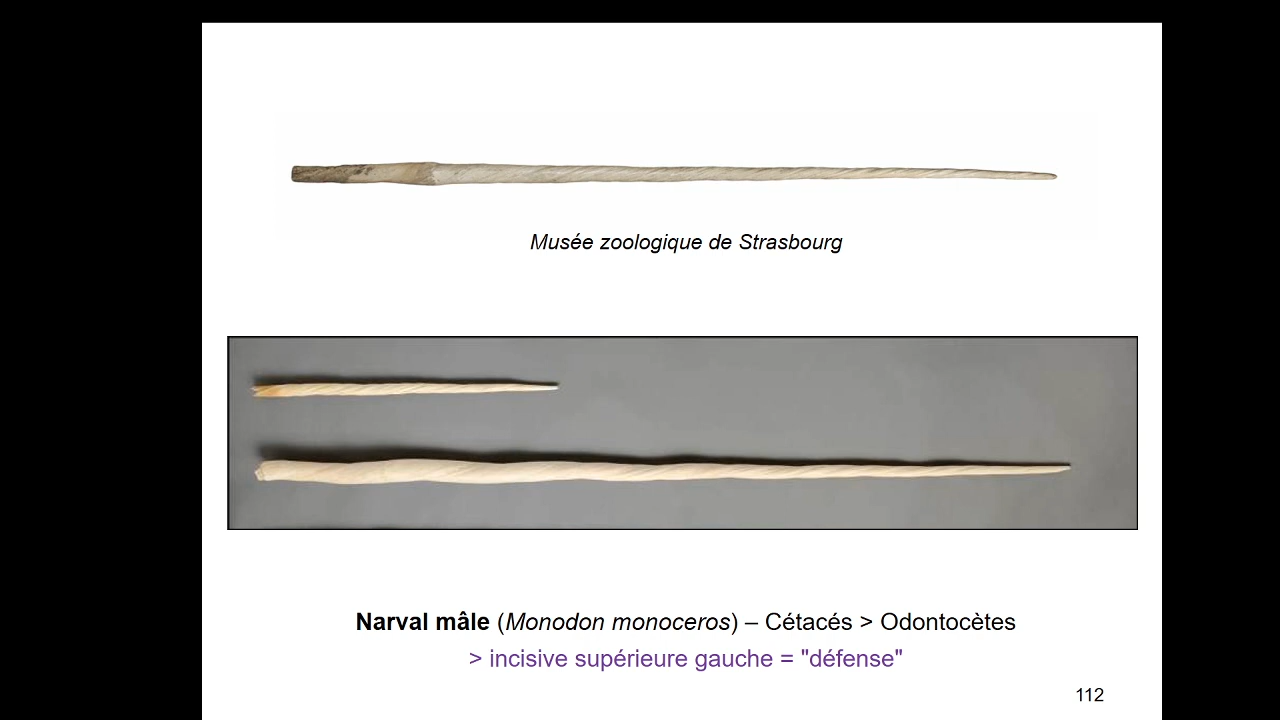 Musée zoologique de Strasbourg
Narval mâle (Monodon monoceros) – Cétacés > Odontocètes
> incisive supérieure gauche = "défense"
112